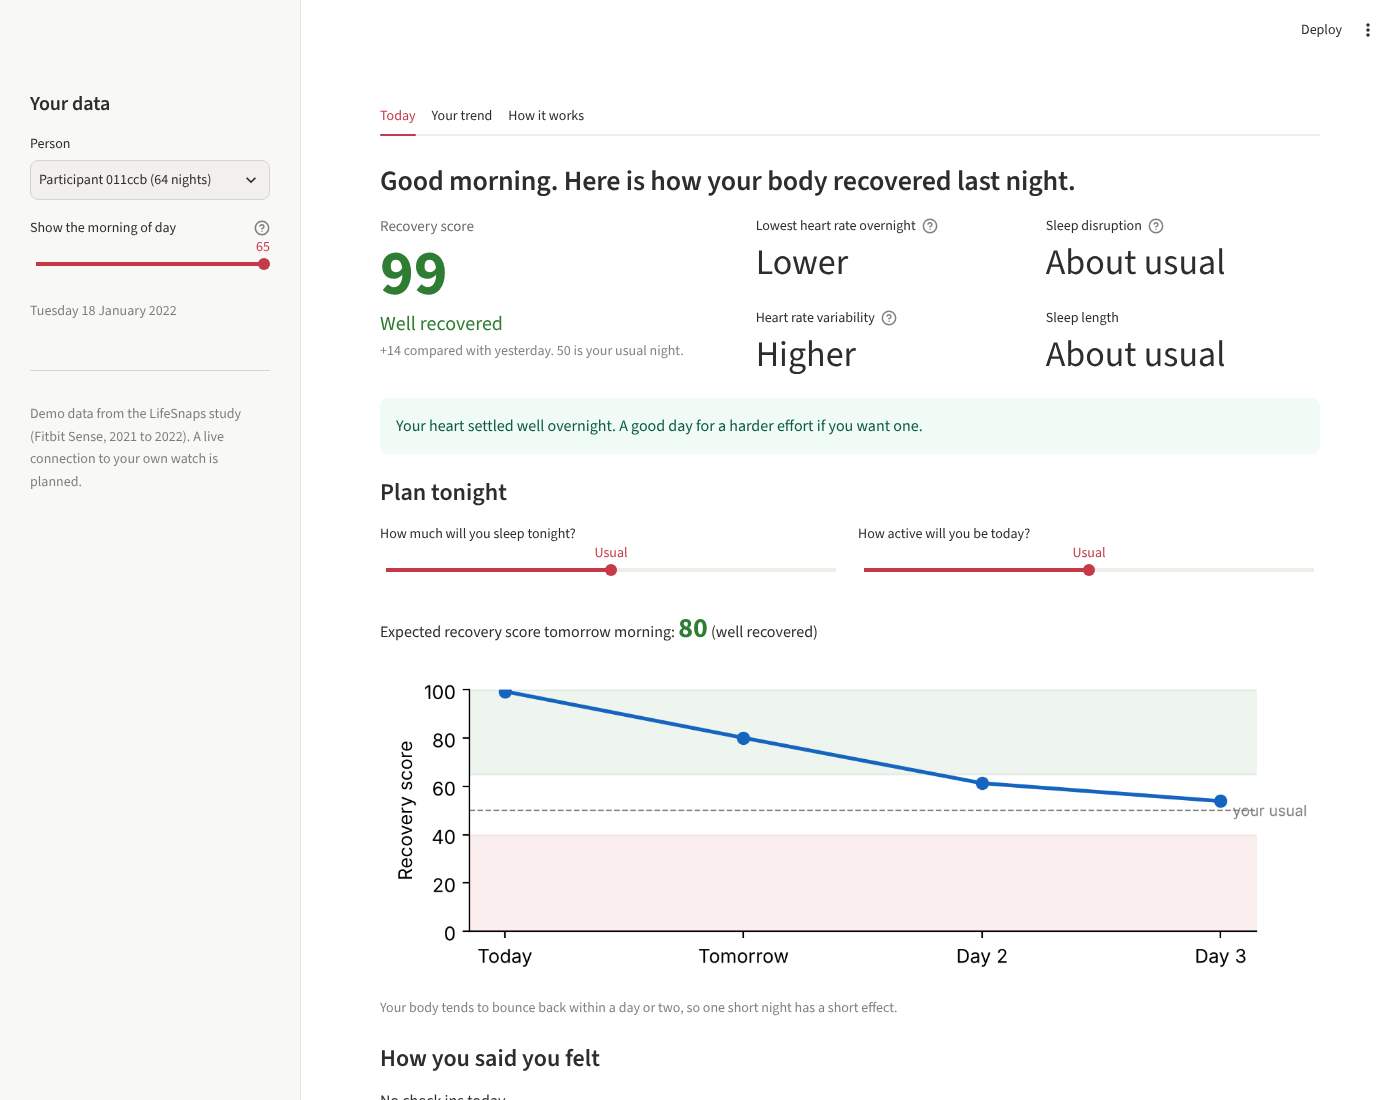 Deploy
Your data
Person
Participant 011ccb (64 nights)
Show the morning of day
65
Tuesday 18 January 2022
Demo data from the LifeSnaps study
(Fitbit Sense, 2021 to 2022). A live
connection to your own watch is
planned.
Today Your trend How it works
Good morning. Here is how your body recovered last night.
Recovery score
99
Well recovered
+14 compared with yesterday. 50 is your usual night.
Lowest heart rate overnight
Lower
Sleep disruption
About usual
Heart rate variability
Higher
Sleep length
About usual
Your heart settled well overnight. A good day for a harder effort if you want one.
Plan tonight
How much will you sleep tonight?
Usual
How active will you be today?
Usual
Expected recovery score tomorrow morning: 80 (well recovered)
Recovery score
100
80
60
40
20
0
your usual
Today Tomorrow Day 2 Day 3
Your body tends to bounce back within a day or two, so one short night has a short effect.
How you said you felt